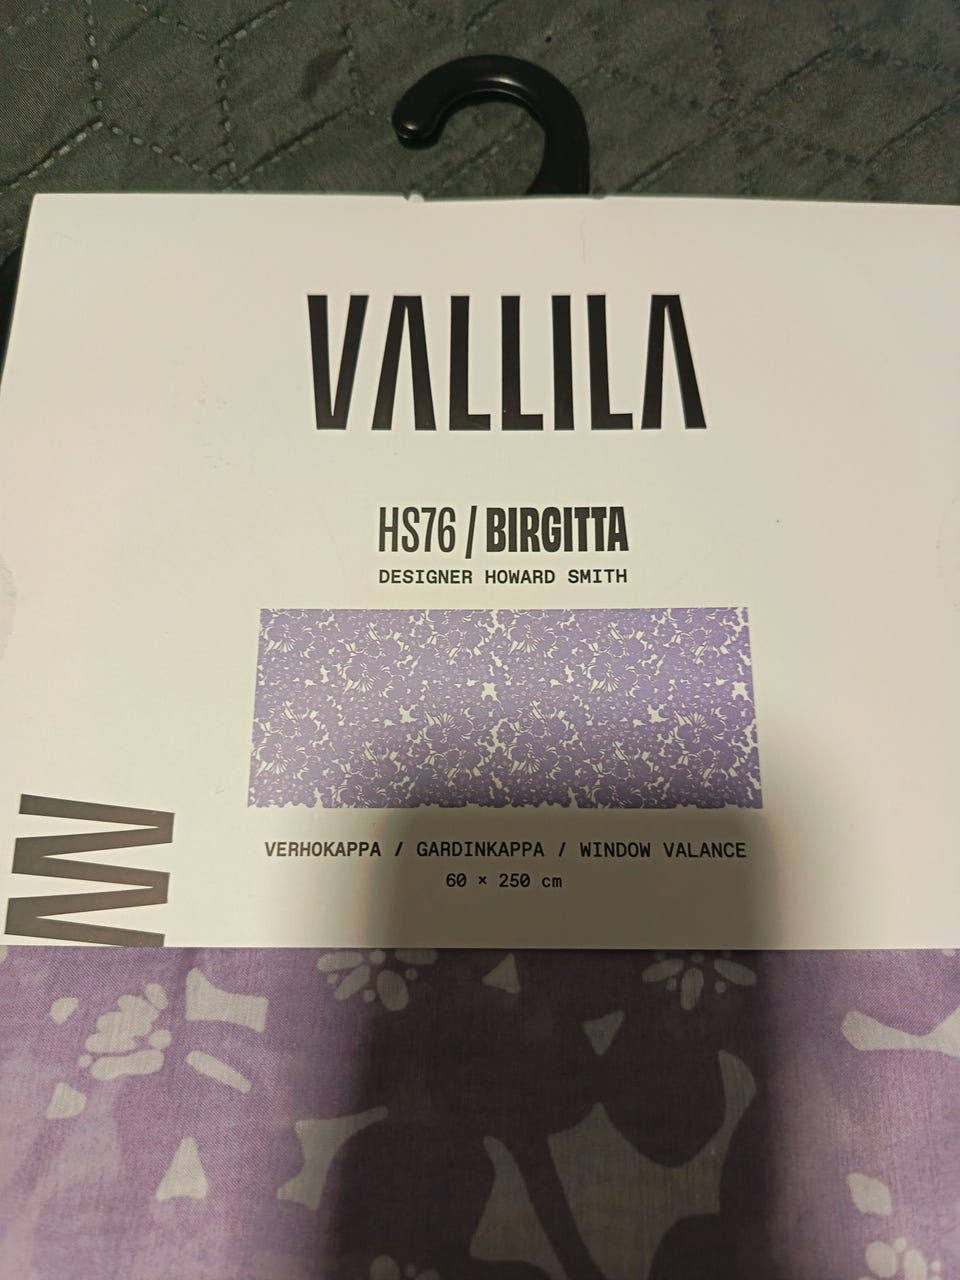 VALLILA
HS76 / BIRGITTA
DESIGNER HOWARD SMITH
VERHOKAPPA / GARDINKAPPA / WINDOW VALANCE
60 × 250 cm